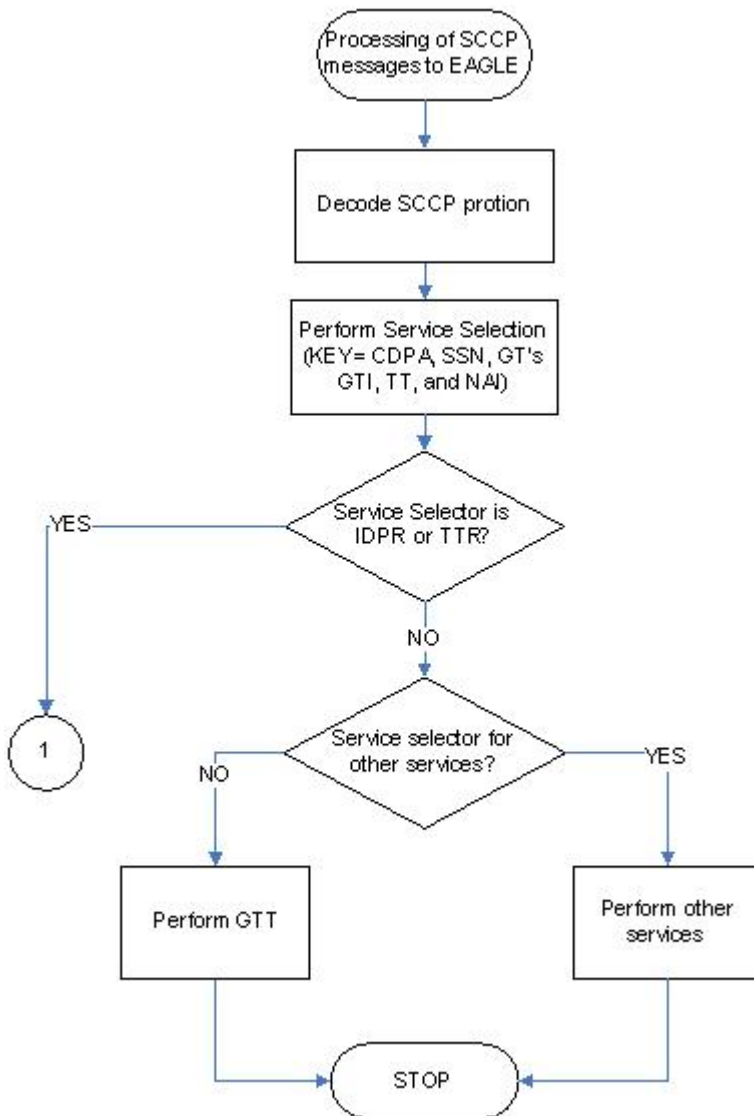 Processing of SCCP
messages to EAGLE
Decode SCCP protion
Perform Service Selection
(KEY= CDPA, SSN, GT's
GTI, TT, and NAI)
Service Selector is
IDPR or TTR?
YES
NO
1
Service selector for
other services?
NO
YES
Perform GTT
Perform other
services
STOP